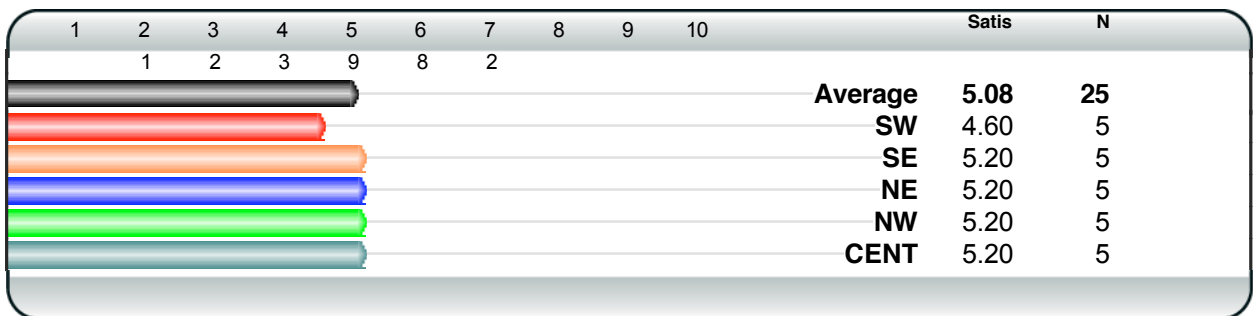 1 2 3 4 5 6 7 8 9 10 Satis N
1 2 3 9 8 2
Average 5.08 25
SW 4.60 5
SE 5.20 5
NE 5.20 5
NW 5.20 5
CENT 5.20 5